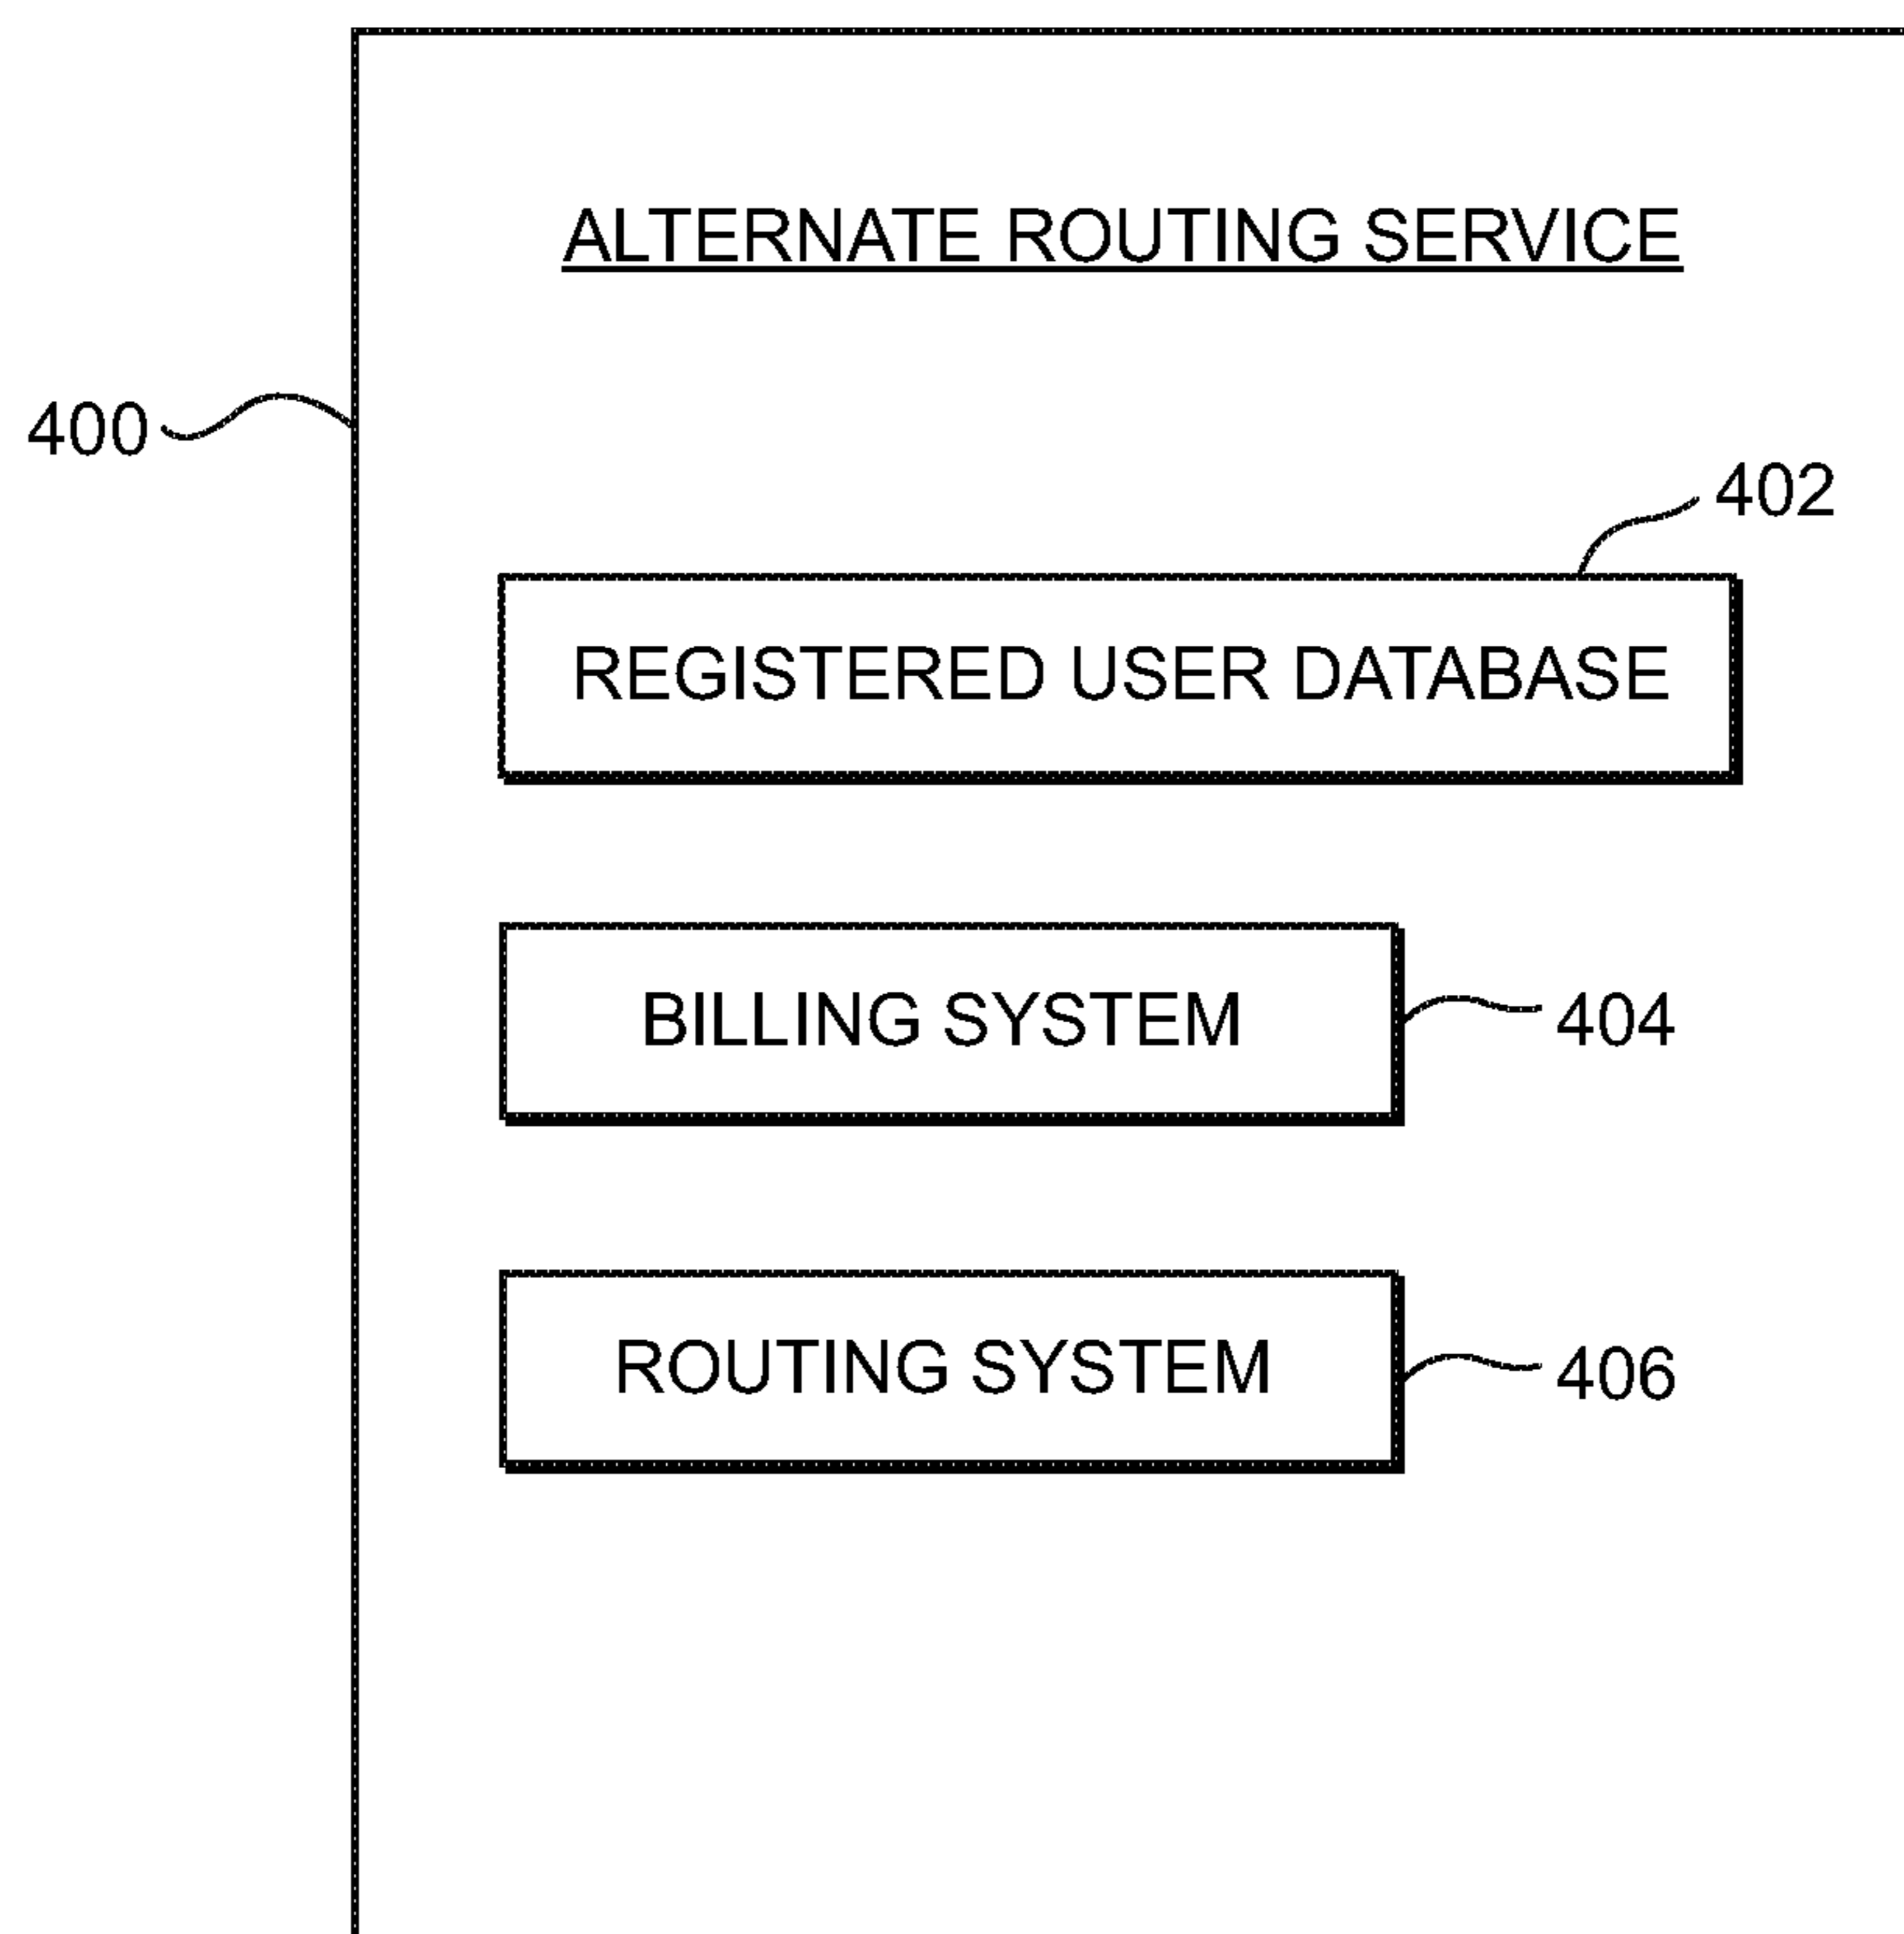 ALTERNATE ROUTING SERVICE
400
402
REGISTERED USER DATABASE
BILLING SYSTEM 404
ROUTING SYSTEM 406